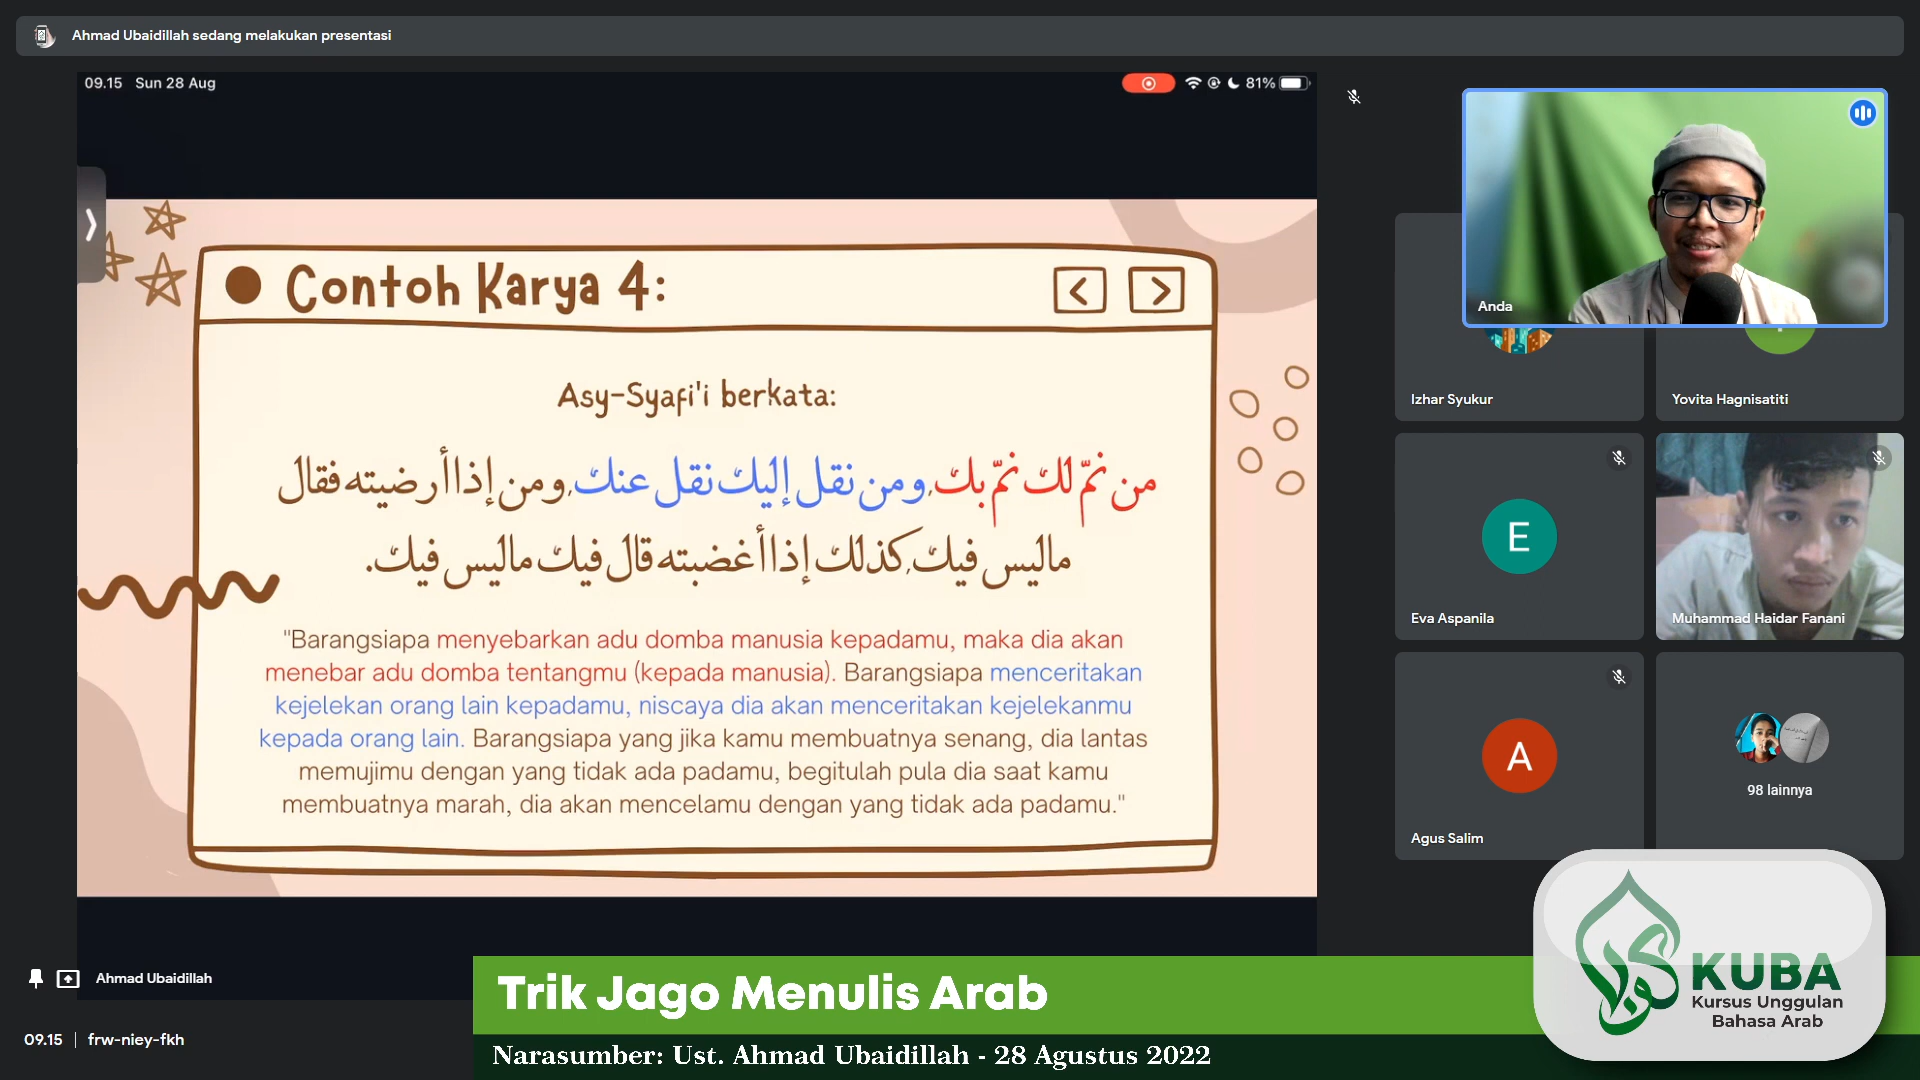 Ahmad Ubaidillah sedang melakukan presentasi
09.15 Sun 28 Aug
81%
Contoh Karya 4:
Asy-Syafi'i berkata:
من نمّ لك نمّ بك, ومن نقل إليك نقل عنك, ومن إذا أرضيته فقال
ماليس فيك, كذلك إذا أغضبته قال فيك ماليس فيك.
"Barangsiapa menyebarkan adu domba manusia kepadamu, maka dia akan
menebar adu domba tentangmu (kepada manusia). Barangsiapa menceritakan
kejelekan orang lain kepadamu, niscaya dia akan menceritakan kejelekanmu
kepada orang lain. Barangsiapa yang jika kamu membuatnya senang, dia lantas
memujimu dengan yang tidak ada padamu, begitulah pula dia saat kamu
membuatnya marah, dia akan mencelamu dengan yang tidak ada padamu."
Anda
Izhar Syukur
Yovita Hagnisatiti
E
Eva Aspanila
Muhammad Haidar Fanani
A
Agus Salim
98 lainnya
Ahmad Ubaidillah
09.15 | frw-niey-fkh
Trik Jago Menulis Arab
Narasumber: Ust. Ahmad Ubaidillah - 28 Agustus 2022
KUBA
Kursus Unggulan
Bahasa Arab